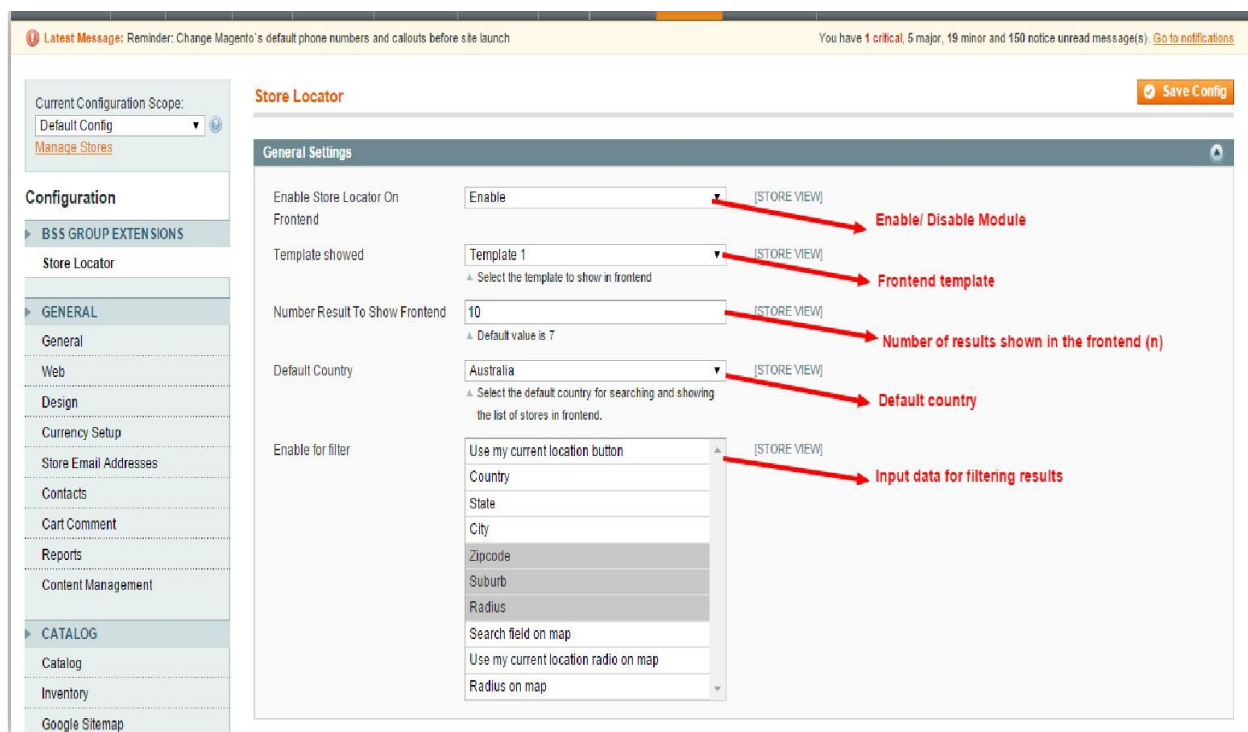 Latest Message: Reminder: Change Magento`s default phone numbers and callouts before site launch
You have 1 critical, 5 major, 19 minor and 150 notice unread message(s). Go to notifications
Current Configuration Scope:
Default Config
Manage Stores
Configuration
BSS GROUP EXTENSIONS
Store Locator
GENERAL
General
Web
Design
Currency Setup
Store Email Addresses
Contacts
Cart Comment
Reports
Content Management
CATALOG
Catalog
Inventory
Google Sitemap
Store Locator
Save Config
General Settings
Enable Store Locator On
Frontend
Enable
[STORE VIEW]
Enable/ Disable Module
Template showed
Template 1
[STORE VIEW]
Select the template to show in frontend
Frontend template
Number Result To Show Frontend
10
[STORE VIEW]
Default value is 7
Number of results shown in the frontend (n)
Default Country
Australia
[STORE VIEW]
Select the default country for searching and showing
the list of stores in frontend.
Default country
Enable for filter
Use my current location button
[STORE VIEW]
Country
Input data for filtering results
State
City
Zipcode
Suburb
Radius
Search field on map
Use my current location radio on map
Radius on map